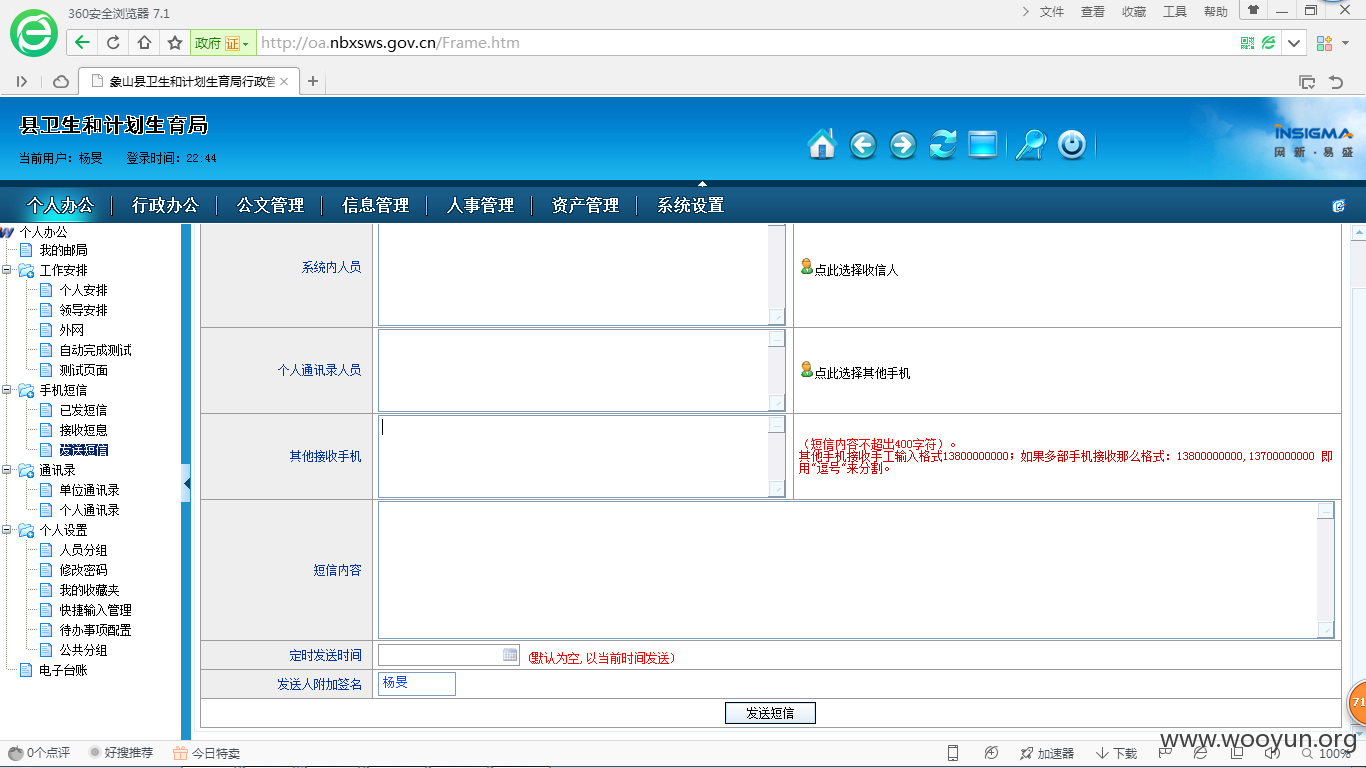 360安全浏览器 7.1
文件 查看 收藏 工具 帮助
政府 证 http://oa.nbxsws.gov.cn/Frame.htm
象山县卫生和计划生育局行政管
县卫生和计划生育局
当前用户：杨旻 登录时间：22:44
INSIGMA
网新·易盛
个人办公 行政办公 公文管理 信息管理 人事管理 资产管理 系统设置
个人办公
我的邮局
工作安排
个人安排
领导安排
外网
自动完成测试
测试页面
手机短信
已发短信
接收短息
发送短信
通讯录
单位通讯录
个人通讯录
个人设置
人员分组
修改密码
我的收藏夹
快捷输入管理
待办事项配置
公共分组
电子台账
系统内人员
点此选择收信人
个人通讯录人员
点此选择其他手机
其他接收手机
（短信内容不超出400字符）。
其他手机接收手工输入格式13800000000；如果多部手机接收那么格式：13800000000,13700000000 即
用“逗号”来分割。
短信内容
定时发送时间
(默认为空,以当前时间发送)
发送人附加签名
杨旻
发送短信
71
0个点评 好搜推荐 今日特卖
加速器 下载 100%
www.wooyun.org